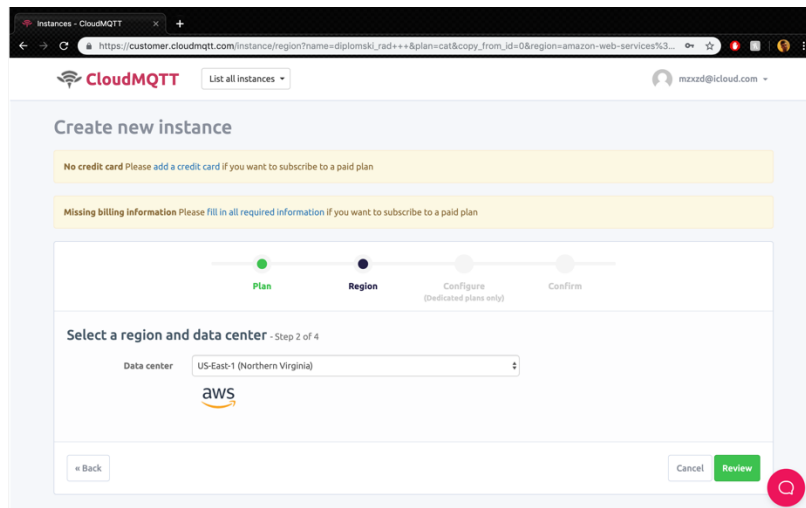 Instances - CloudMQTT
https://customer.cloudmqtt.com/instance/region?name=diplomski_rad+++&plan=cat&copy_from_id=0&region=amazon-web-services%3...
CloudMQTT
List all instances
mzxzd@icloud.com
Create new instance
No credit card Please add a credit card if you want to subscribe to a paid plan
Missing billing information Please fill in all required information if you want to subscribe to a paid plan
Plan
Region
Configure
(Dedicated plans only)
Confirm
Select a region and data center - Step 2 of 4
Data center
US-East-1 (Northern Virginia)
aws
« Back
Cancel
Review